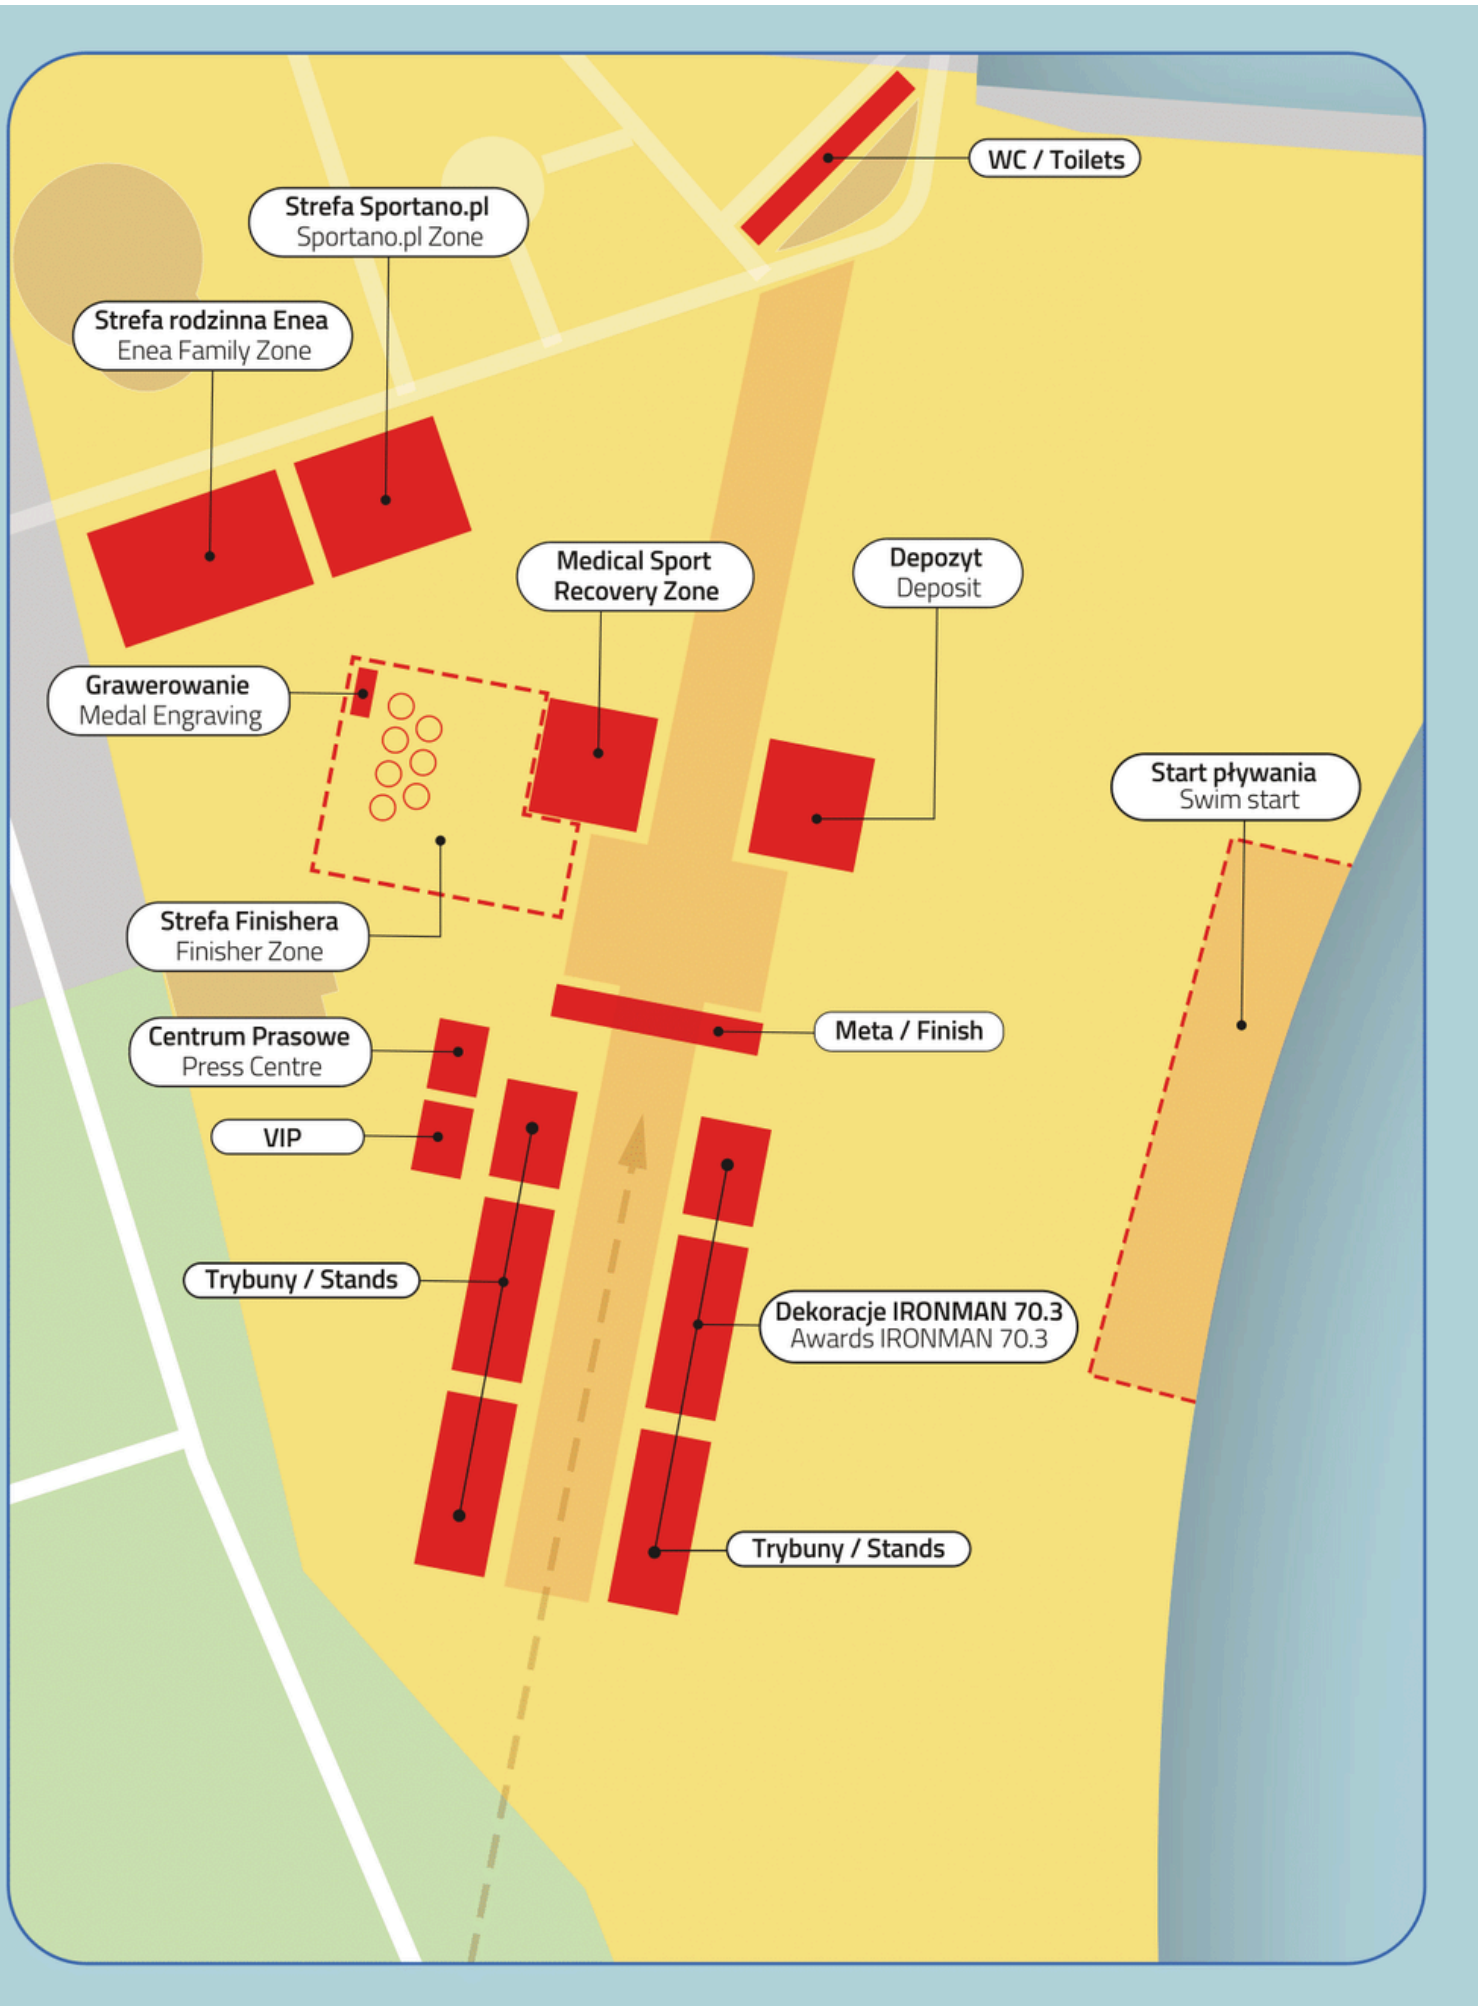 WC / Toilets
Strefa Sportano.pl
Sportano.pl Zone
Strefa rodzinna Enea
Enea Family Zone
Medical Sport
Recovery Zone
Depozyt
Deposit
Grawerowanie
Medal Engraving
Start pływania
Swim start
Strefa Finishera
Finisher Zone
Centrum Prasowe
Press Centre
Meta / Finish
VIP
Trybuny / Stands
Dekoracje IRONMAN 70.3
Awards IRONMAN 70.3
Trybuny / Stands